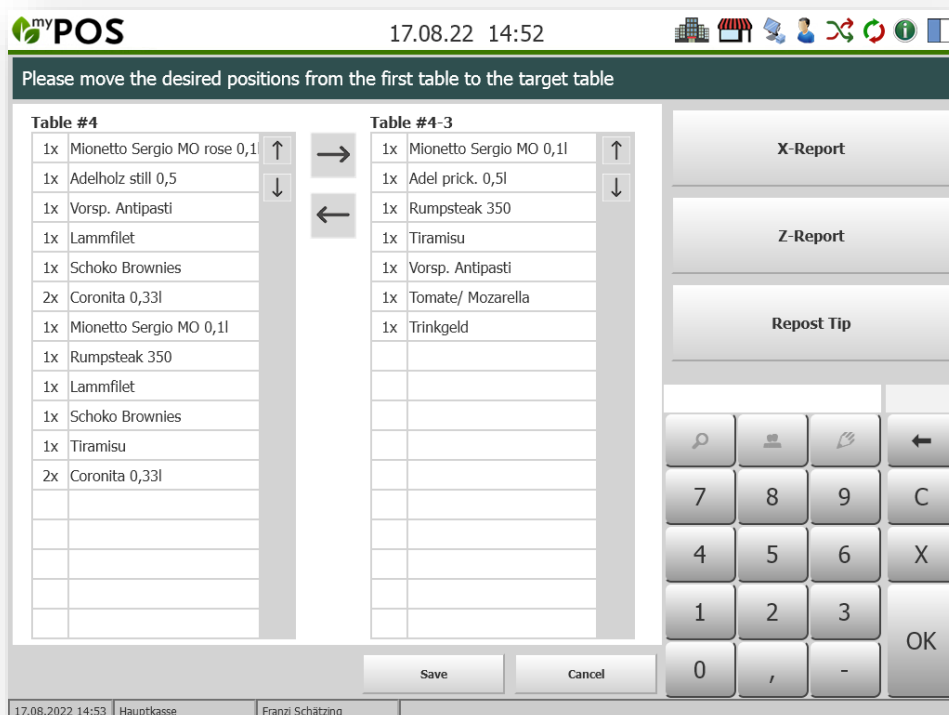 myPOS
17.08.22 14:52
Please move the desired positions from the first table to the target table
Table #4
1x Mionetto Sergio MO rose 0,1l
1x Adelholz still 0,5
1x Vorsp. Antipasti
1x Lammfilet
1x Schoko Brownies
2x Coronita 0,33l
1x Mionetto Sergio MO 0,1l
1x Rumpsteak 350
1x Lammfilet
1x Schoko Brownies
1x Tiramisu
2x Coronita 0,33l
Table #4-3
1x Mionetto Sergio MO 0,1l
1x Adel prick. 0,5l
1x Rumpsteak 350
1x Tiramisu
1x Vorsp. Antipasti
1x Tomate/ Mozarella
1x Trinkgeld
Save
Cancel
X-Report
Z-Report
Repost Tip
7 8 9 C
4 5 6 X
1 2 3
OK
0 , -
17.08.2022 14:53 Hauptkasse Franzi Schätzing